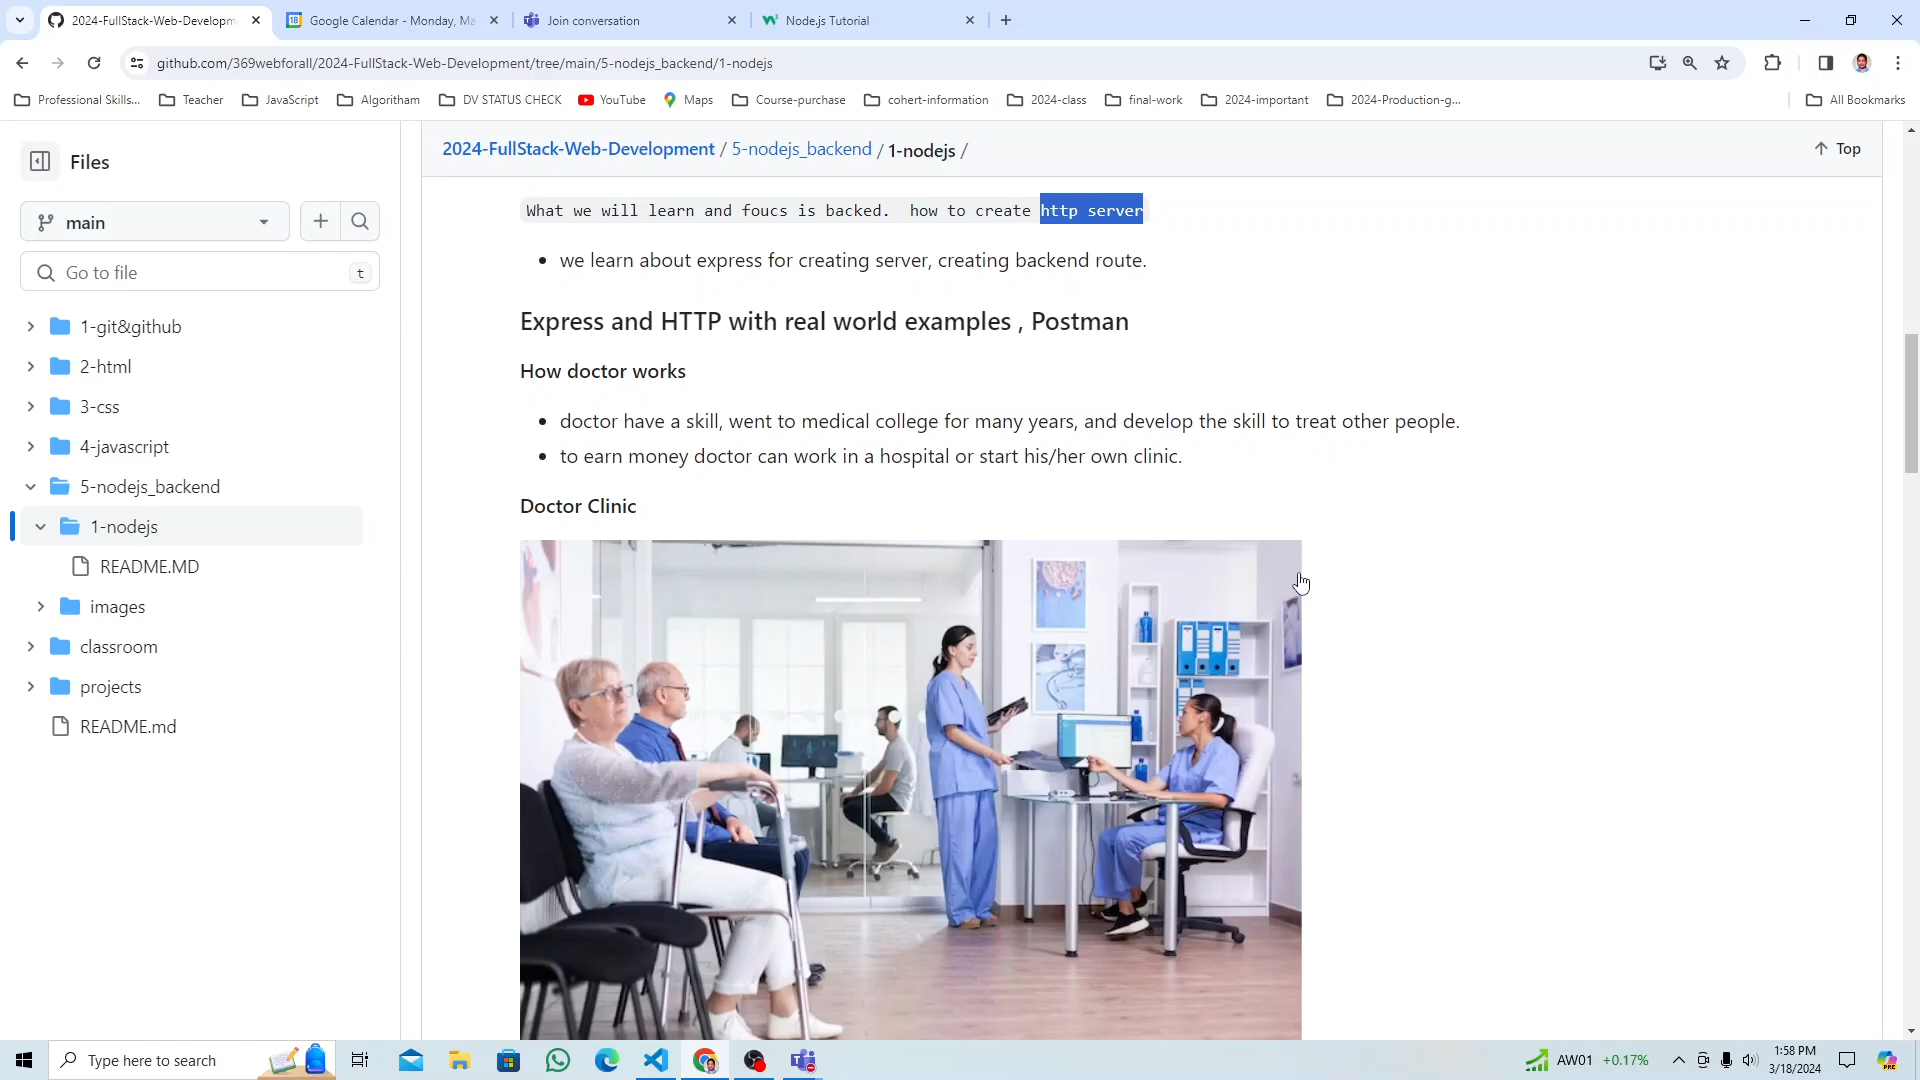 2024-FullStack-Web-Developm
Google Calendar - Monday, Ma
Join conversation
Node.js Tutorial
github.com/369webforall/2024-FullStack-Web-Development/tree/main/5-nodejs_backend/1-nodejs
Professional Skills...
Teacher
JavaScript
Algoritham
DV STATUS CHECK
YouTube
Maps
Course-purchase
cohert-information
2024-class
final-work
2024-important
2024-Production-g...
All Bookmarks
Files
main
Go to file
t
1-git&github
2-html
3-css
4-javascript
5-nodejs_backend
1-nodejs
README.MD
images
classroom
projects
README.md
2024-FullStack-Web-Development / 5-nodejs_backend / 1-nodejs /
Top
What we will learn and foucs is backed. how to create http server
we learn about express for creating server, creating backend route.
Express and HTTP with real world examples , Postman
How doctor works
doctor have a skill, went to medical college for many years, and develop the skill to treat other people.
to earn money doctor can work in a hospital or start his/her own clinic.
Doctor Clinic
Type here to search
AW01 +0.17%
1:58 PM
3/18/2024